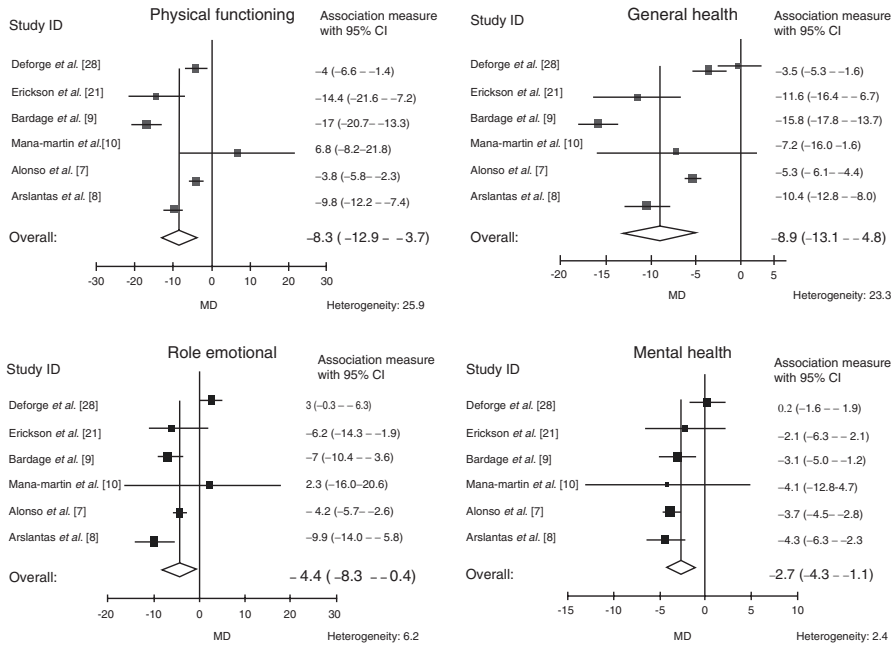 Physical functioning
Study ID
Association measure
with 95% CI
Deforge et al. [28]
−4 (−6.6 − −1.4)
Erickson et al. [21]
−14.4 (−21.6 − −7.2)
Bardage et al. [9]
−17 (−20.7− −13.3)
Mana-martin et al.[10]
6.8 (−8.2−21.8)
Alonso et al. [7]
−3.8 (−5.8− −2.3)
Arslantas et al. [8]
−9.8 (−12.2 − −7.4)
Overall:
−8.3 ( −12.9 − −3.7)
-30 -20 -10 0 10 20 30
MD
Heterogeneity: 25.9
General health
Study ID
Association measure
with 95% CI
Deforge et al. [28]
−3.5 (−5.3 − −1.6)
Erickson et al. [21]
−11.6 (−16.4 − − 6.7)
Bardage et al. [9]
−15.8 (−17.8 − −13.7)
Mana-martin et al. [10]
−7.2 (−16.0 −1.6)
Alonso et al. [7]
−5.3 (− 6.1− −4.4)
Arslantas et al. [8]
−10.4 (−12.8 − −8.0)
Overall:
−8.9 (−13.1 − − 4.8)
−20 −15 −10 −5 0 5
MD
Heterogeneity: 23.3
Role emotional
Study ID
Association measure
with 95% CI
Deforge et al. [28]
3 (−0.3 − − 6.3)
Erickson et al. [21]
−6.2 (−14.3 − −1.9)
Bardage et al. [9]
−7 (−10.4 − − 3.6)
Mana-martin et al. [10]
2.3 (−16.0−20.6)
Alonso et al. [7]
− 4.2 (−5.7− −2.6)
Arslantas et al. [8]
−9.9 (−14.0 − − 5.8)
Overall:
− 4.4 ( −8.3 − −0.4)
−20 -10 0 10 20 30
MD
Heterogeneity: 6.2
Mental health
Study ID
Association measure
with 95% CI
Deforge et al. [28]
0.2 (−1.6 − − 1.9)
Erickson et al. [21]
−2.1 (−6.3 − − 2.1)
Bardage et al. [9]
−3.1 (−5.0 − −1.2)
Mana-martin et al. [10]
−4.1 (−12.8-4.7)
Alonso et al. [7]
−3.7 (−4.5− −2.8)
Arslantas et al. [8]
−4.3 (−6.3 − −2.3
Overall:
−2.7 (−4.3 − −1.1)
−15 −10 −5 0 5 10
MD
Heterogeneity: 2.4